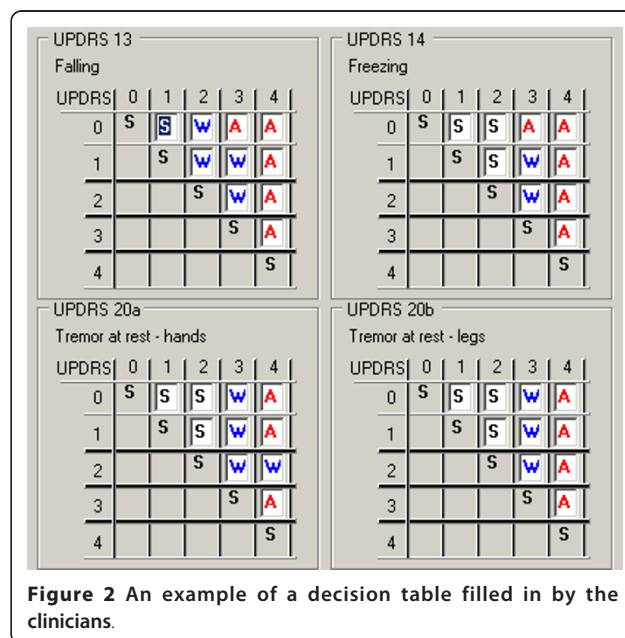 UPDRS 13
Falling
UPDRS 0 1 2 3 4
0 S S W A A
1 S W W A
2 S W A
3 S A
4 S
UPDRS 14
Freezing
UPDRS 0 1 2 3 4
0 S S S A A
1 S S W A
2 S W A
3 S A
4 S
UPDRS 20a
Tremor at rest - hands
UPDRS 0 1 2 3 4
0 S S S W A
1 S S W A
2 S W W
3 S A
4 S
UPDRS 20b
Tremor at rest - legs
UPDRS 0 1 2 3 4
0 S S S W A
1 S S W A
2 S W A
3 S A
4 S
Figure 2 An example of a decision table filled in by the
clinicians.